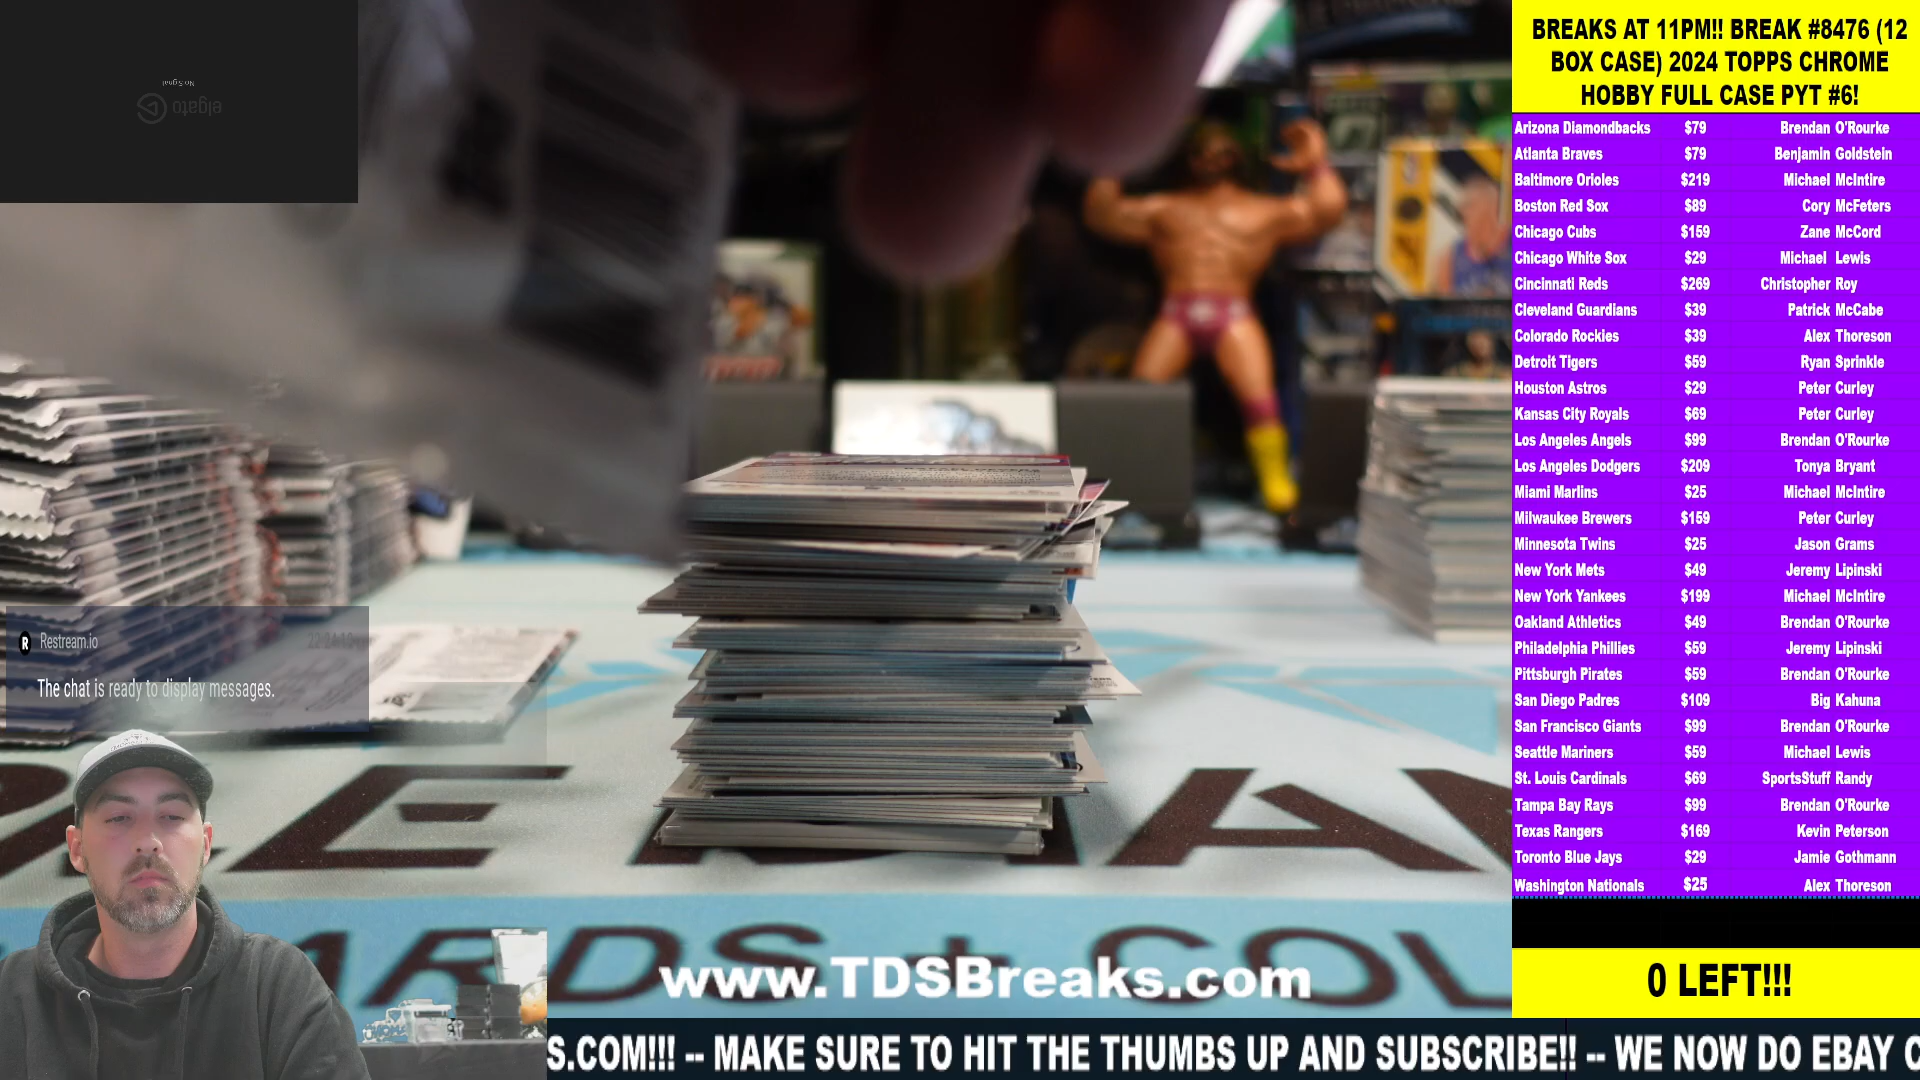 No Signal
elgato
BREAKS AT 11PM!! BREAK #8476 (12
BOX CASE) 2024 TOPPS CHROME
HOBBY FULL CASE PYT #6!
Arizona Diamondbacks $79 Brendan O'Rourke
Atlanta Braves $79 Benjamin Goldstein
Baltimore Orioles $219 Michael McIntire
Boston Red Sox $89 Cory McFeters
Chicago Cubs $159 Zane McCord
Chicago White Sox $29 Michael Lewis
Cincinnati Reds $269 Christopher Roy
Cleveland Guardians $39 Patrick McCabe
Colorado Rockies $39 Alex Thoreson
Detroit Tigers $59 Ryan Sprinkle
Houston Astros $29 Peter Curley
Kansas City Royals $69 Peter Curley
Los Angeles Angels $99 Brendan O'Rourke
Los Angeles Dodgers $209 Tonya Bryant
Miami Marlins $25 Michael McIntire
Milwaukee Brewers $159 Peter Curley
Minnesota Twins $25 Jason Grams
New York Mets $49 Jeremy Lipinski
New York Yankees $199 Michael McIntire
Oakland Athletics $49 Brendan O'Rourke
Philadelphia Phillies $59 Jeremy Lipinski
Pittsburgh Pirates $59 Brendan O'Rourke
San Diego Padres $109 Big Kahuna
San Francisco Giants $99 Brendan O'Rourke
Seattle Mariners $59 Michael Lewis
St. Louis Cardinals $69 SportsStuff Randy
Tampa Bay Rays $99 Brendan O'Rourke
Texas Rangers $169 Kevin Peterson
Toronto Blue Jays $29 Jamie Gothmann
Washington Nationals $25 Alex Thoreson
0 LEFT!!!
R Restream.io
The chat is ready to display messages.
ARDS + COL
www.TDSBreaks.com
S.COM!!! -- MAKE SURE TO HIT THE THUMBS UP AND SUBSCRIBE!! -- WE NOW DO EBAY C